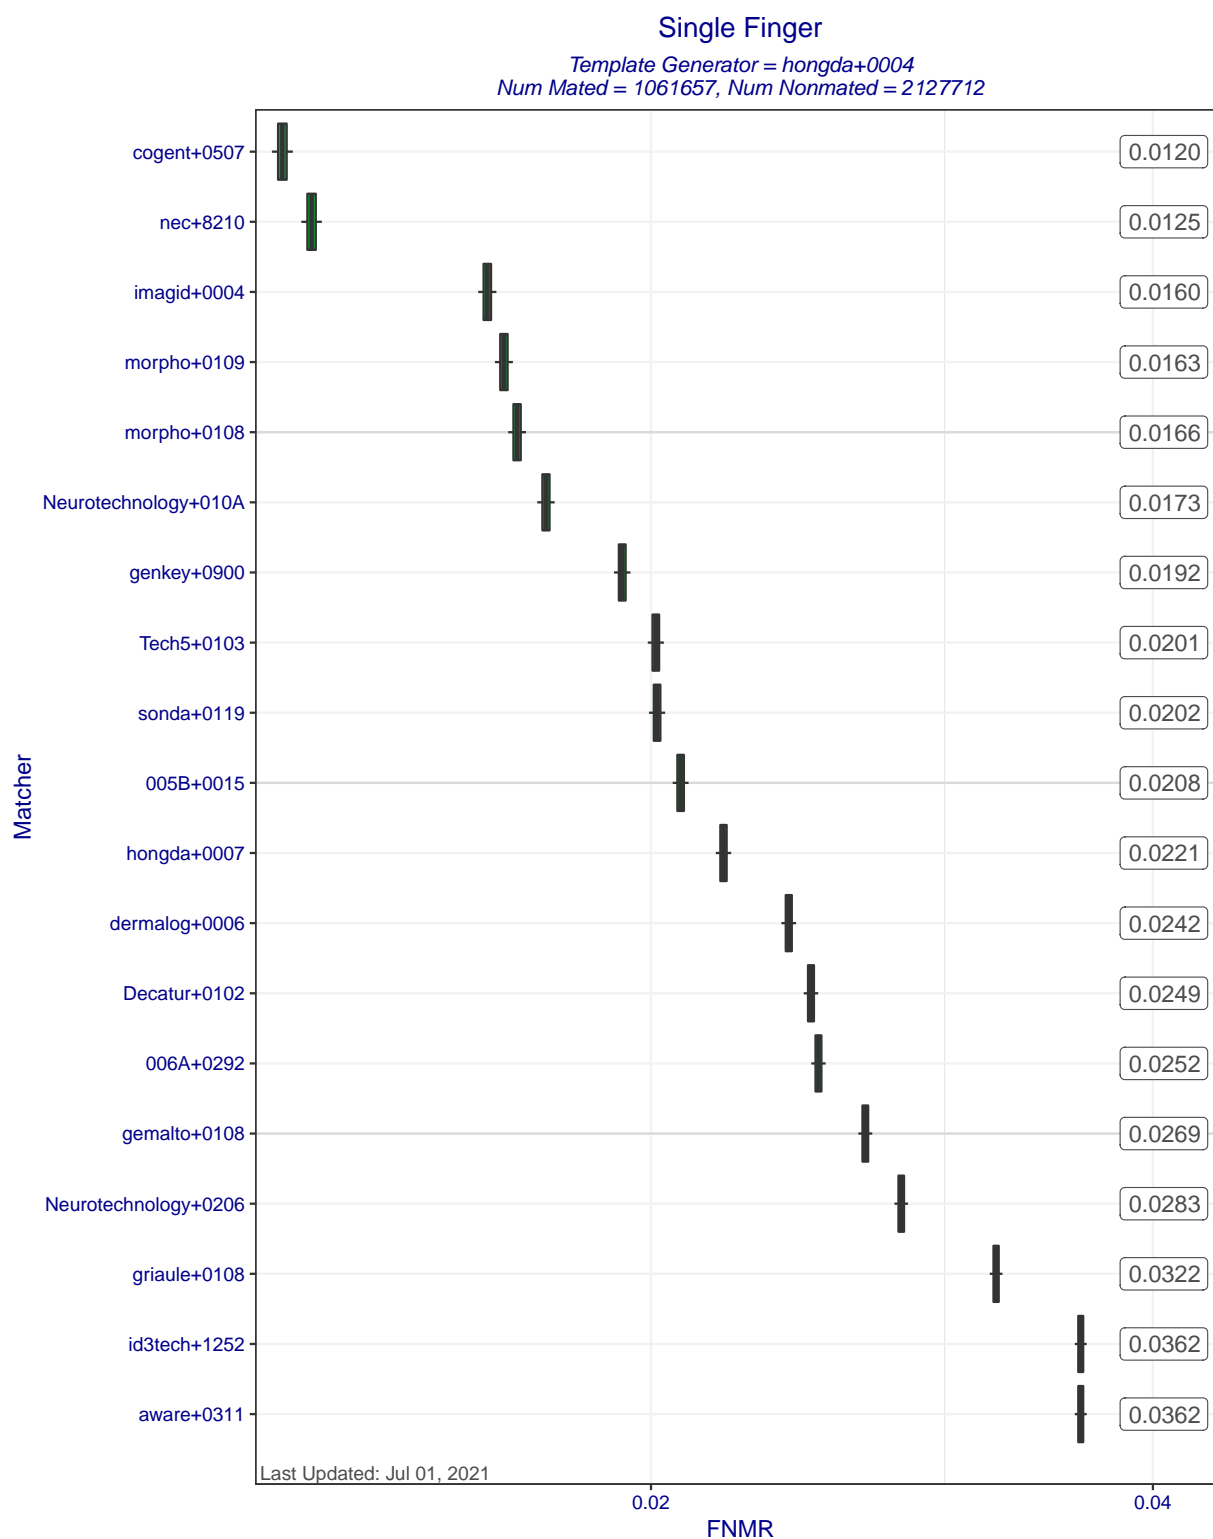 Single Finger
Template Generator = hongda+0004
Num Mated = 1061657, Num Nonmated = 2127712
cogent+0507 0.0120
nec+8210 0.0125
imagid+0004 0.0160
morpho+0109 0.0163
morpho+0108 0.0166
Neurotechnology+010A 0.0173
genkey+0900 0.0192
Tech5+0103 0.0201
sonda+0119 0.0202
005B+0015 0.0208
hongda+0007 0.0221
dermalog+0006 0.0242
Decatur+0102 0.0249
006A+0292 0.0252
gemalto+0108 0.0269
Neurotechnology+0206 0.0283
griaule+0108 0.0322
id3tech+1252 0.0362
aware+0311 0.0362
Matcher
Last Updated: Jul 01, 2021
0.02 0.04
FNMR